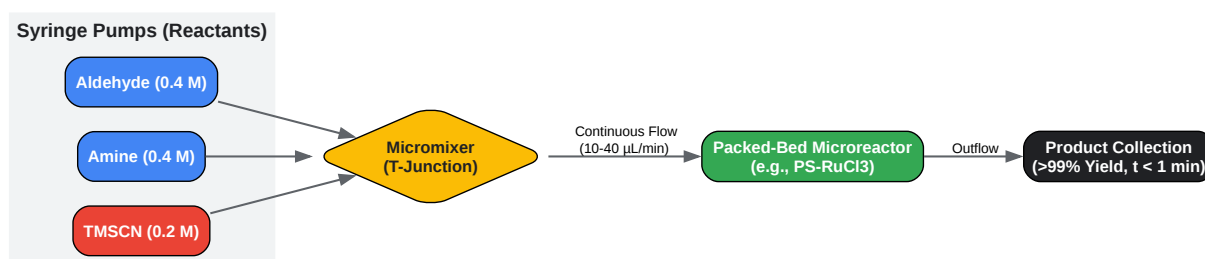 Syringe Pumps (Reactants)
Aldehyde (0.4 M)
Amine (0.4 M)
TMSCN (0.2 M)
Micromixer
(T-Junction)
Continuous Flow
(10-40 µL/min)
Packed-Bed Microreactor
(e.g., PS-RuCl3)
Outflow
Product Collection
(>99% Yield, t < 1 min)